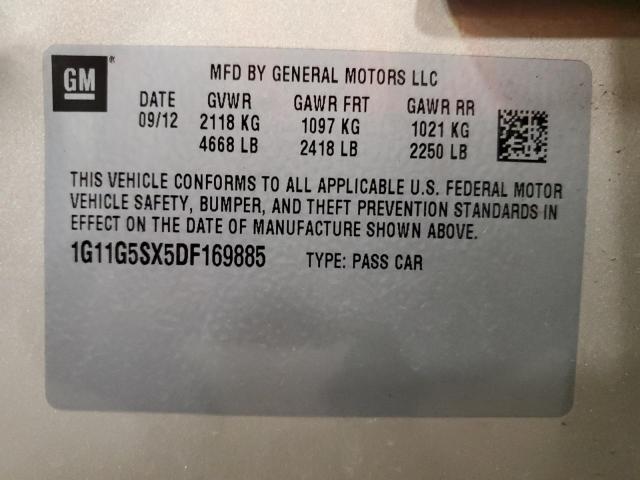 GM®
MFD BY GENERAL MOTORS LLC
DATE GVWR GAWR FRT GAWR RR
09/12 2118 KG 1097 KG 1021 KG
4668 LB 2418 LB 2250 LB
THIS VEHICLE CONFORMS TO ALL APPLICABLE U.S. FEDERAL MOTOR
VEHICLE SAFETY, BUMPER, AND THEFT PREVENTION STANDARDS IN
EFFECT ON THE DATE OF MANUFACTURE SHOWN ABOVE.
1G11G5SX5DF169885 TYPE: PASS CAR